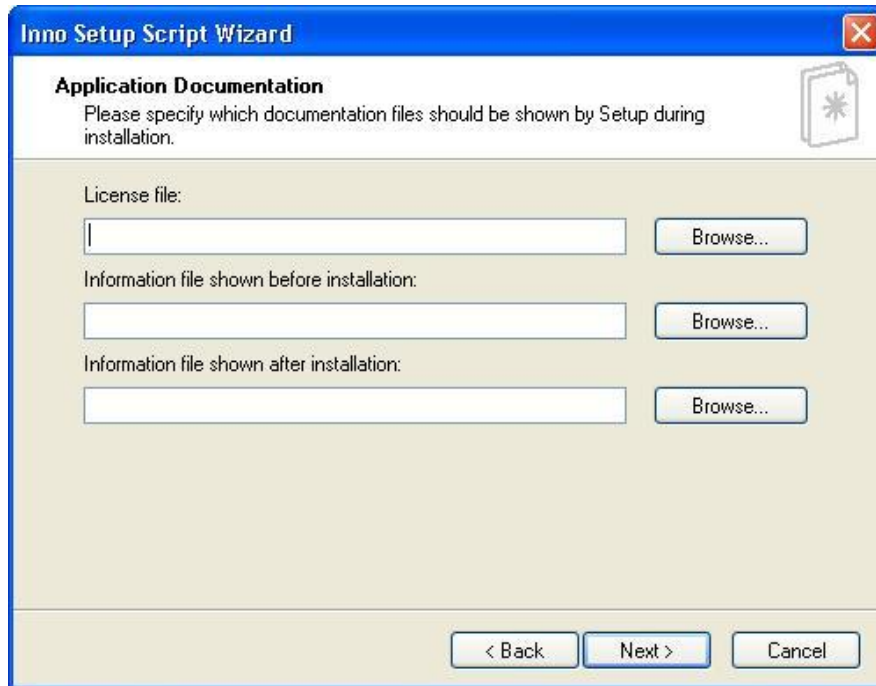 Inno Setup Script Wizard
Application Documentation
Please specify which documentation files should be shown by Setup during
installation.
License file:
Browse...
Information file shown before installation:
Browse...
Information file shown after installation:
Browse...
< Back
Next >
Cancel